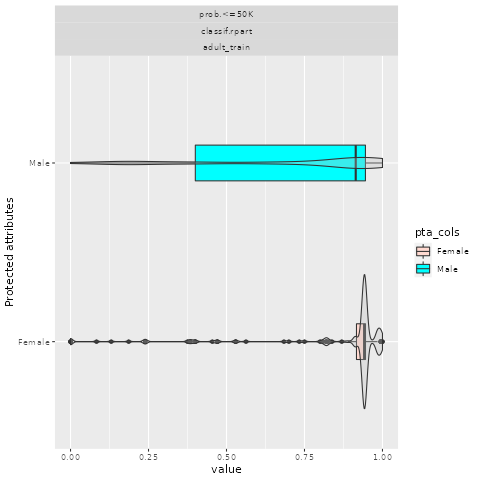 prob.<=50K
classif.rpart
adult_train
Protected attributes
Male
Female
0.00 0.25 0.50 0.75 1.00
value
pta_cols
Female
Male